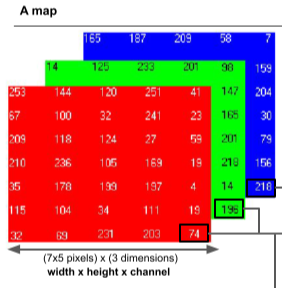 A map
165 187 209 58 7
14 125 233 201 98 159
253 144 120 251 41 147 204
67 100 32 241 23 165 30
209 118 124 27 59 201 79
210 236 105 169 19 218 156
35 178 199 197 4 14 218
115 104 34 111 19 196
32 69 231 203 74
(7x5 pixels) x (3 dimensions)
width x height x channel